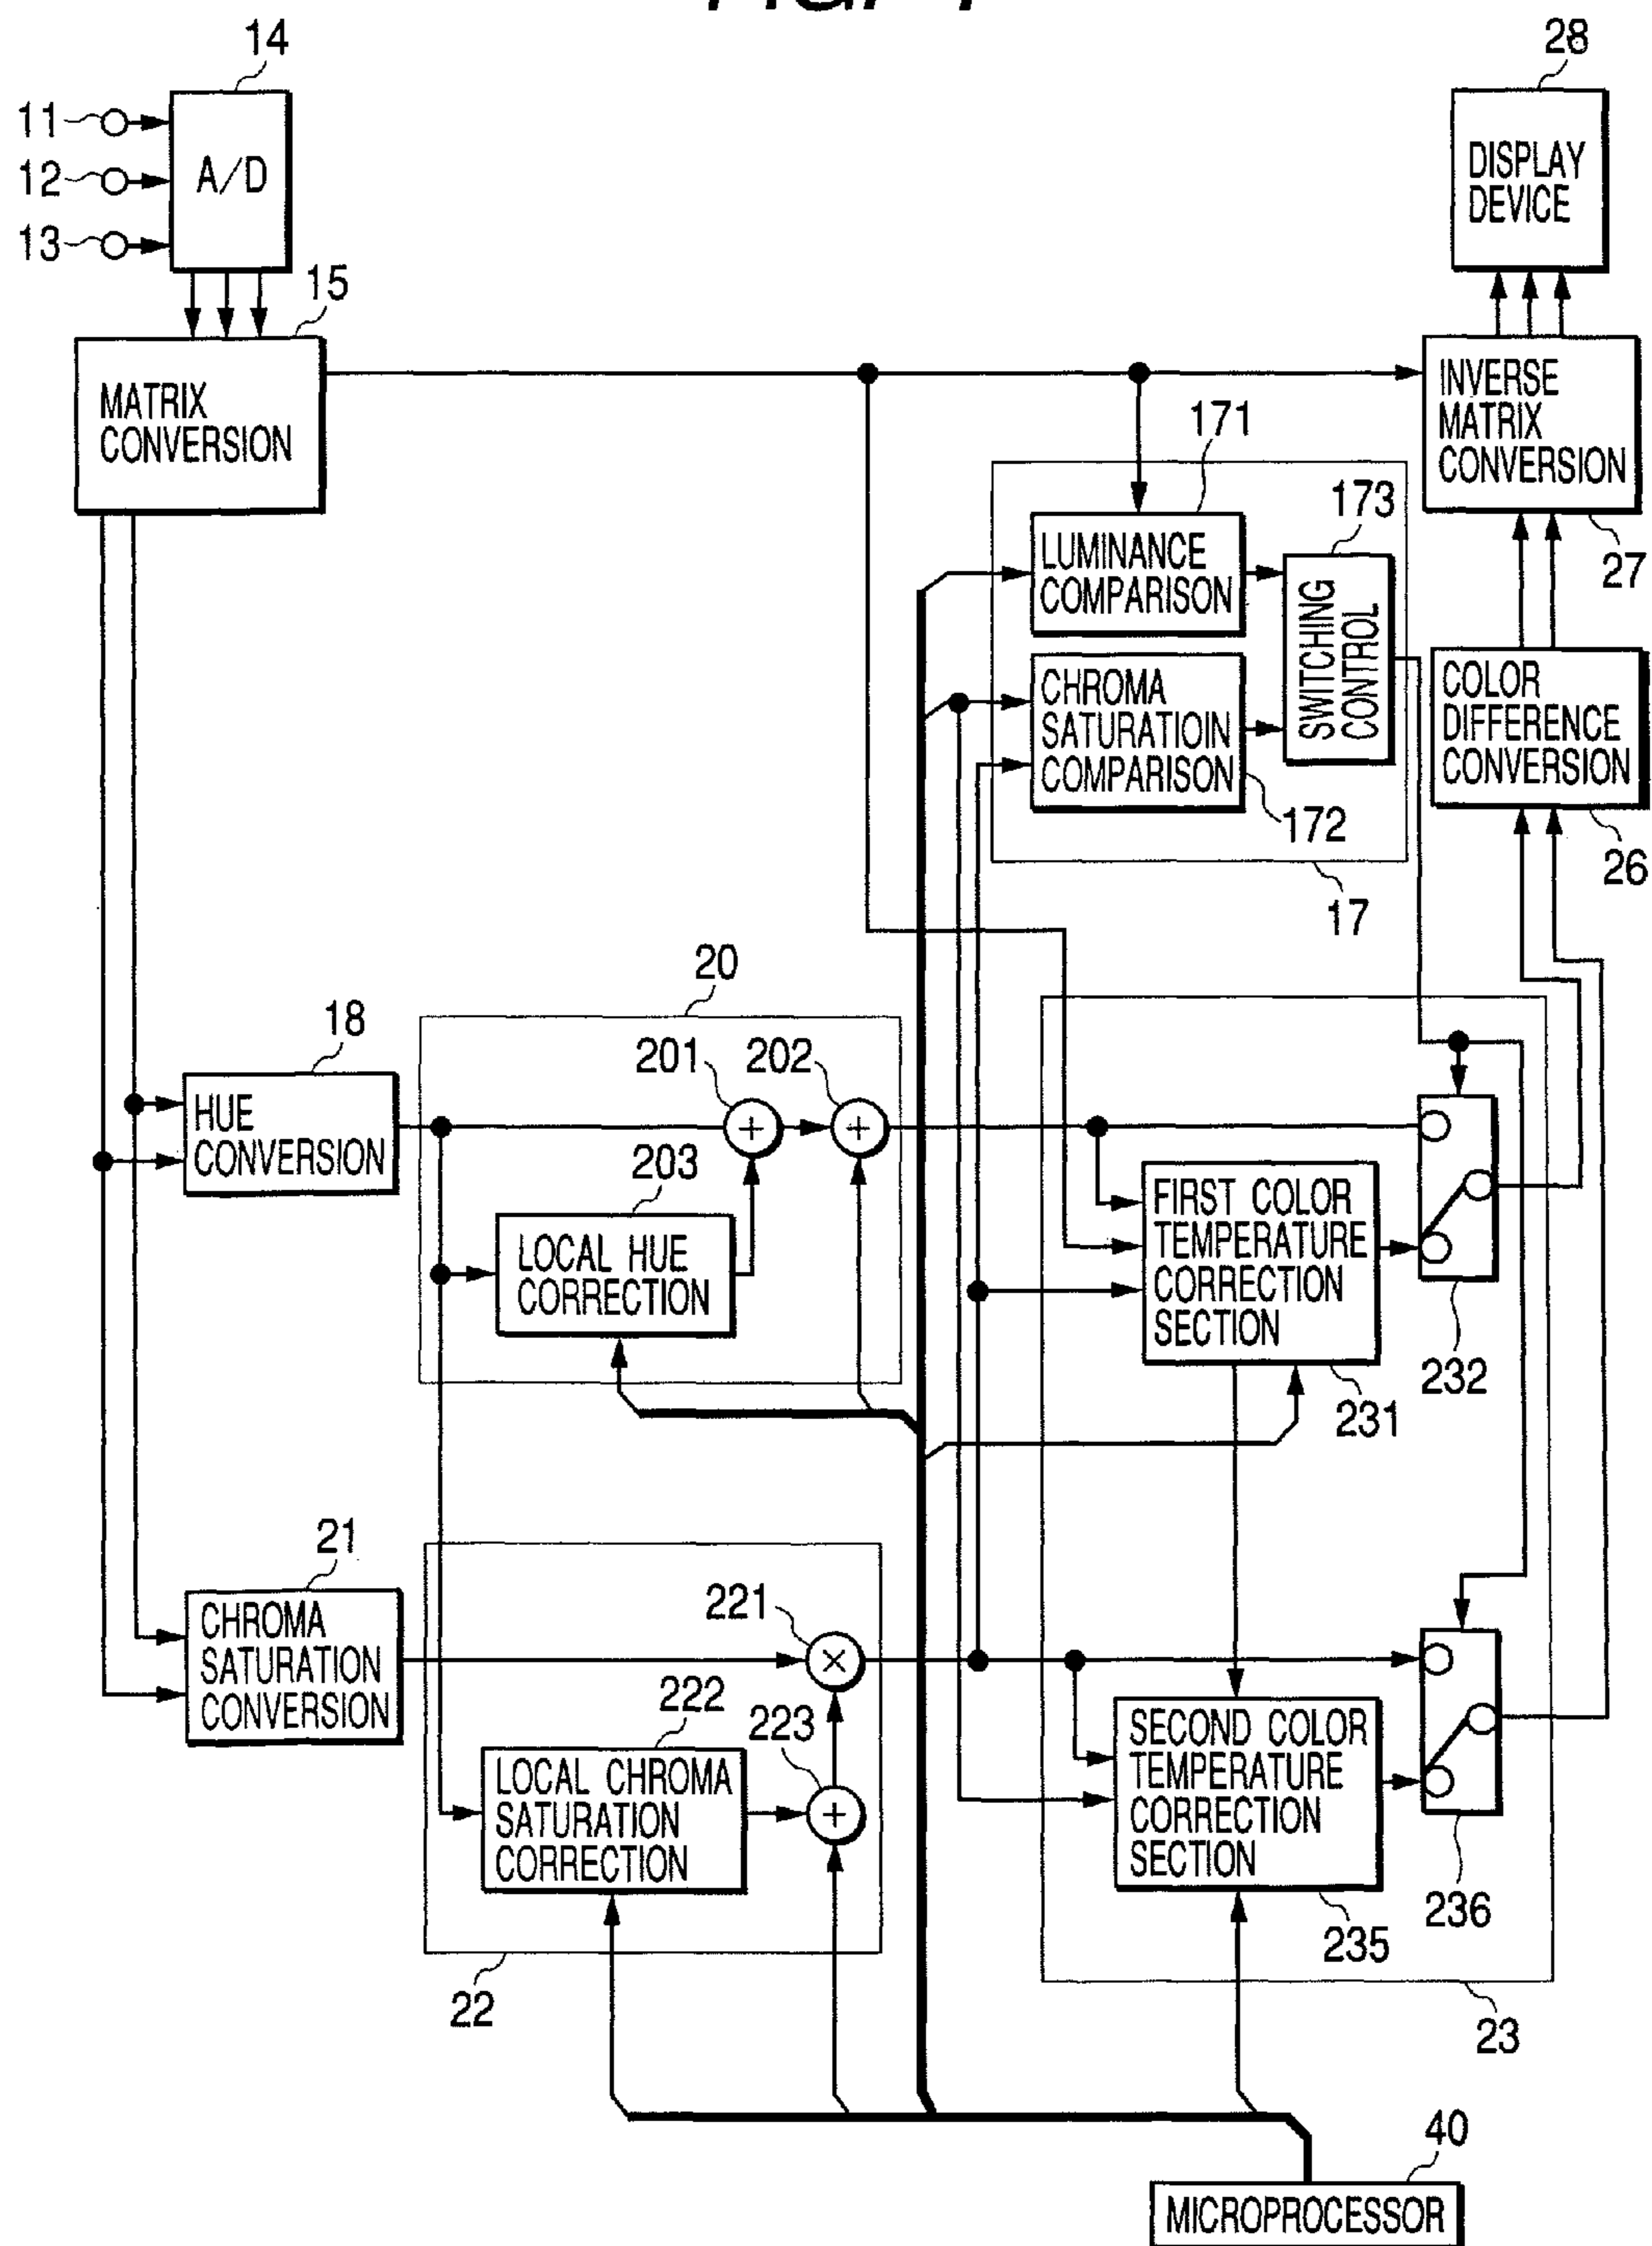 14
28
11
12
13
A/D
DISPLAY
DEVICE
15
MATRIX
CONVERSION
INVERSE
MATRIX
CONVERSION
27
171
173
LUMINANCE
COMPARISON
SWITCHING
CONTROL
CHROMA
SATURATIOIN
COMPARISON
172
17
COLOR
DIFFERENCE
CONVERSION
26
20
18
HUE
CONVERSION
201
202
+
+
203
LOCAL HUE
CORRECTION
FIRST COLOR
TEMPERATURE
CORRECTION
SECTION
232
231
21
CHROMA
SATURATION
CONVERSION
221
×
222
223
+
LOCAL CHROMA
SATURATION
CORRECTION
22
SECOND COLOR
TEMPERATURE
CORRECTION
SECTION
236
235
23
40
MICROPROCESSOR